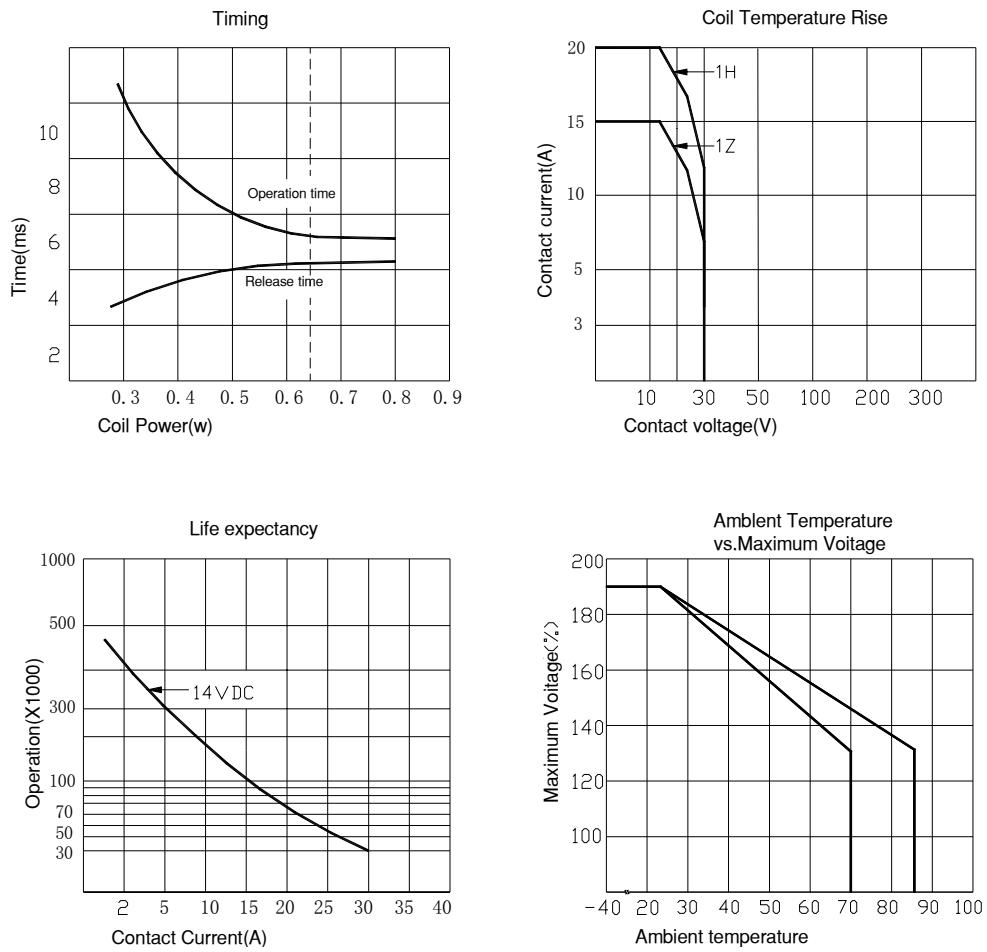 Timing
10
8
6
4
2
Time(ms)
Operation time
Release time
0.3 0.4 0.5 0.6 0.7 0.8 0.9
Coil Power(w)
Coil Temperature Rise
20
15
10
5
3
Contact current(A)
1H
1Z
10 30 50 100 200 300
Contact voltage(V)
Life expectancy
1000
500
300
100
70
50
30
Operation(X1000)
14VDC
2 5 10 15 20 25 30 35 40
Contact Current(A)
Amblent Temperature
vs.Maximum Voitage
200
180
160
140
120
100
Maximum Voitage(%)
-40 20 30 40 50 60 70 80 90 100
Ambient temperature